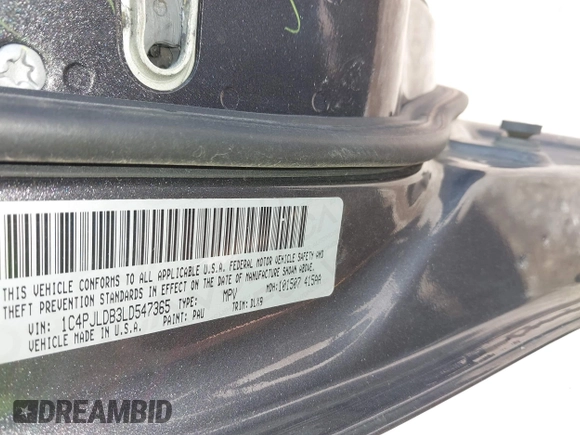 THIS VEHICLE CONFORMS TO ALL APPLICABLE U.S.A. FEDERAL MOTOR VEHICLE SAFETY AND
THEFT PREVENTION STANDARDS IN EFFECT ON THE DATE OF MANUFACTURE SHOWN ABOVE.
VIN: 1C4PJLDB3LD547365 TYPE: MPV MDH:101507 415AA
VEHICLE MADE IN U.S.A. PAINT: PAU TRIM: DLX9
DREAMBID